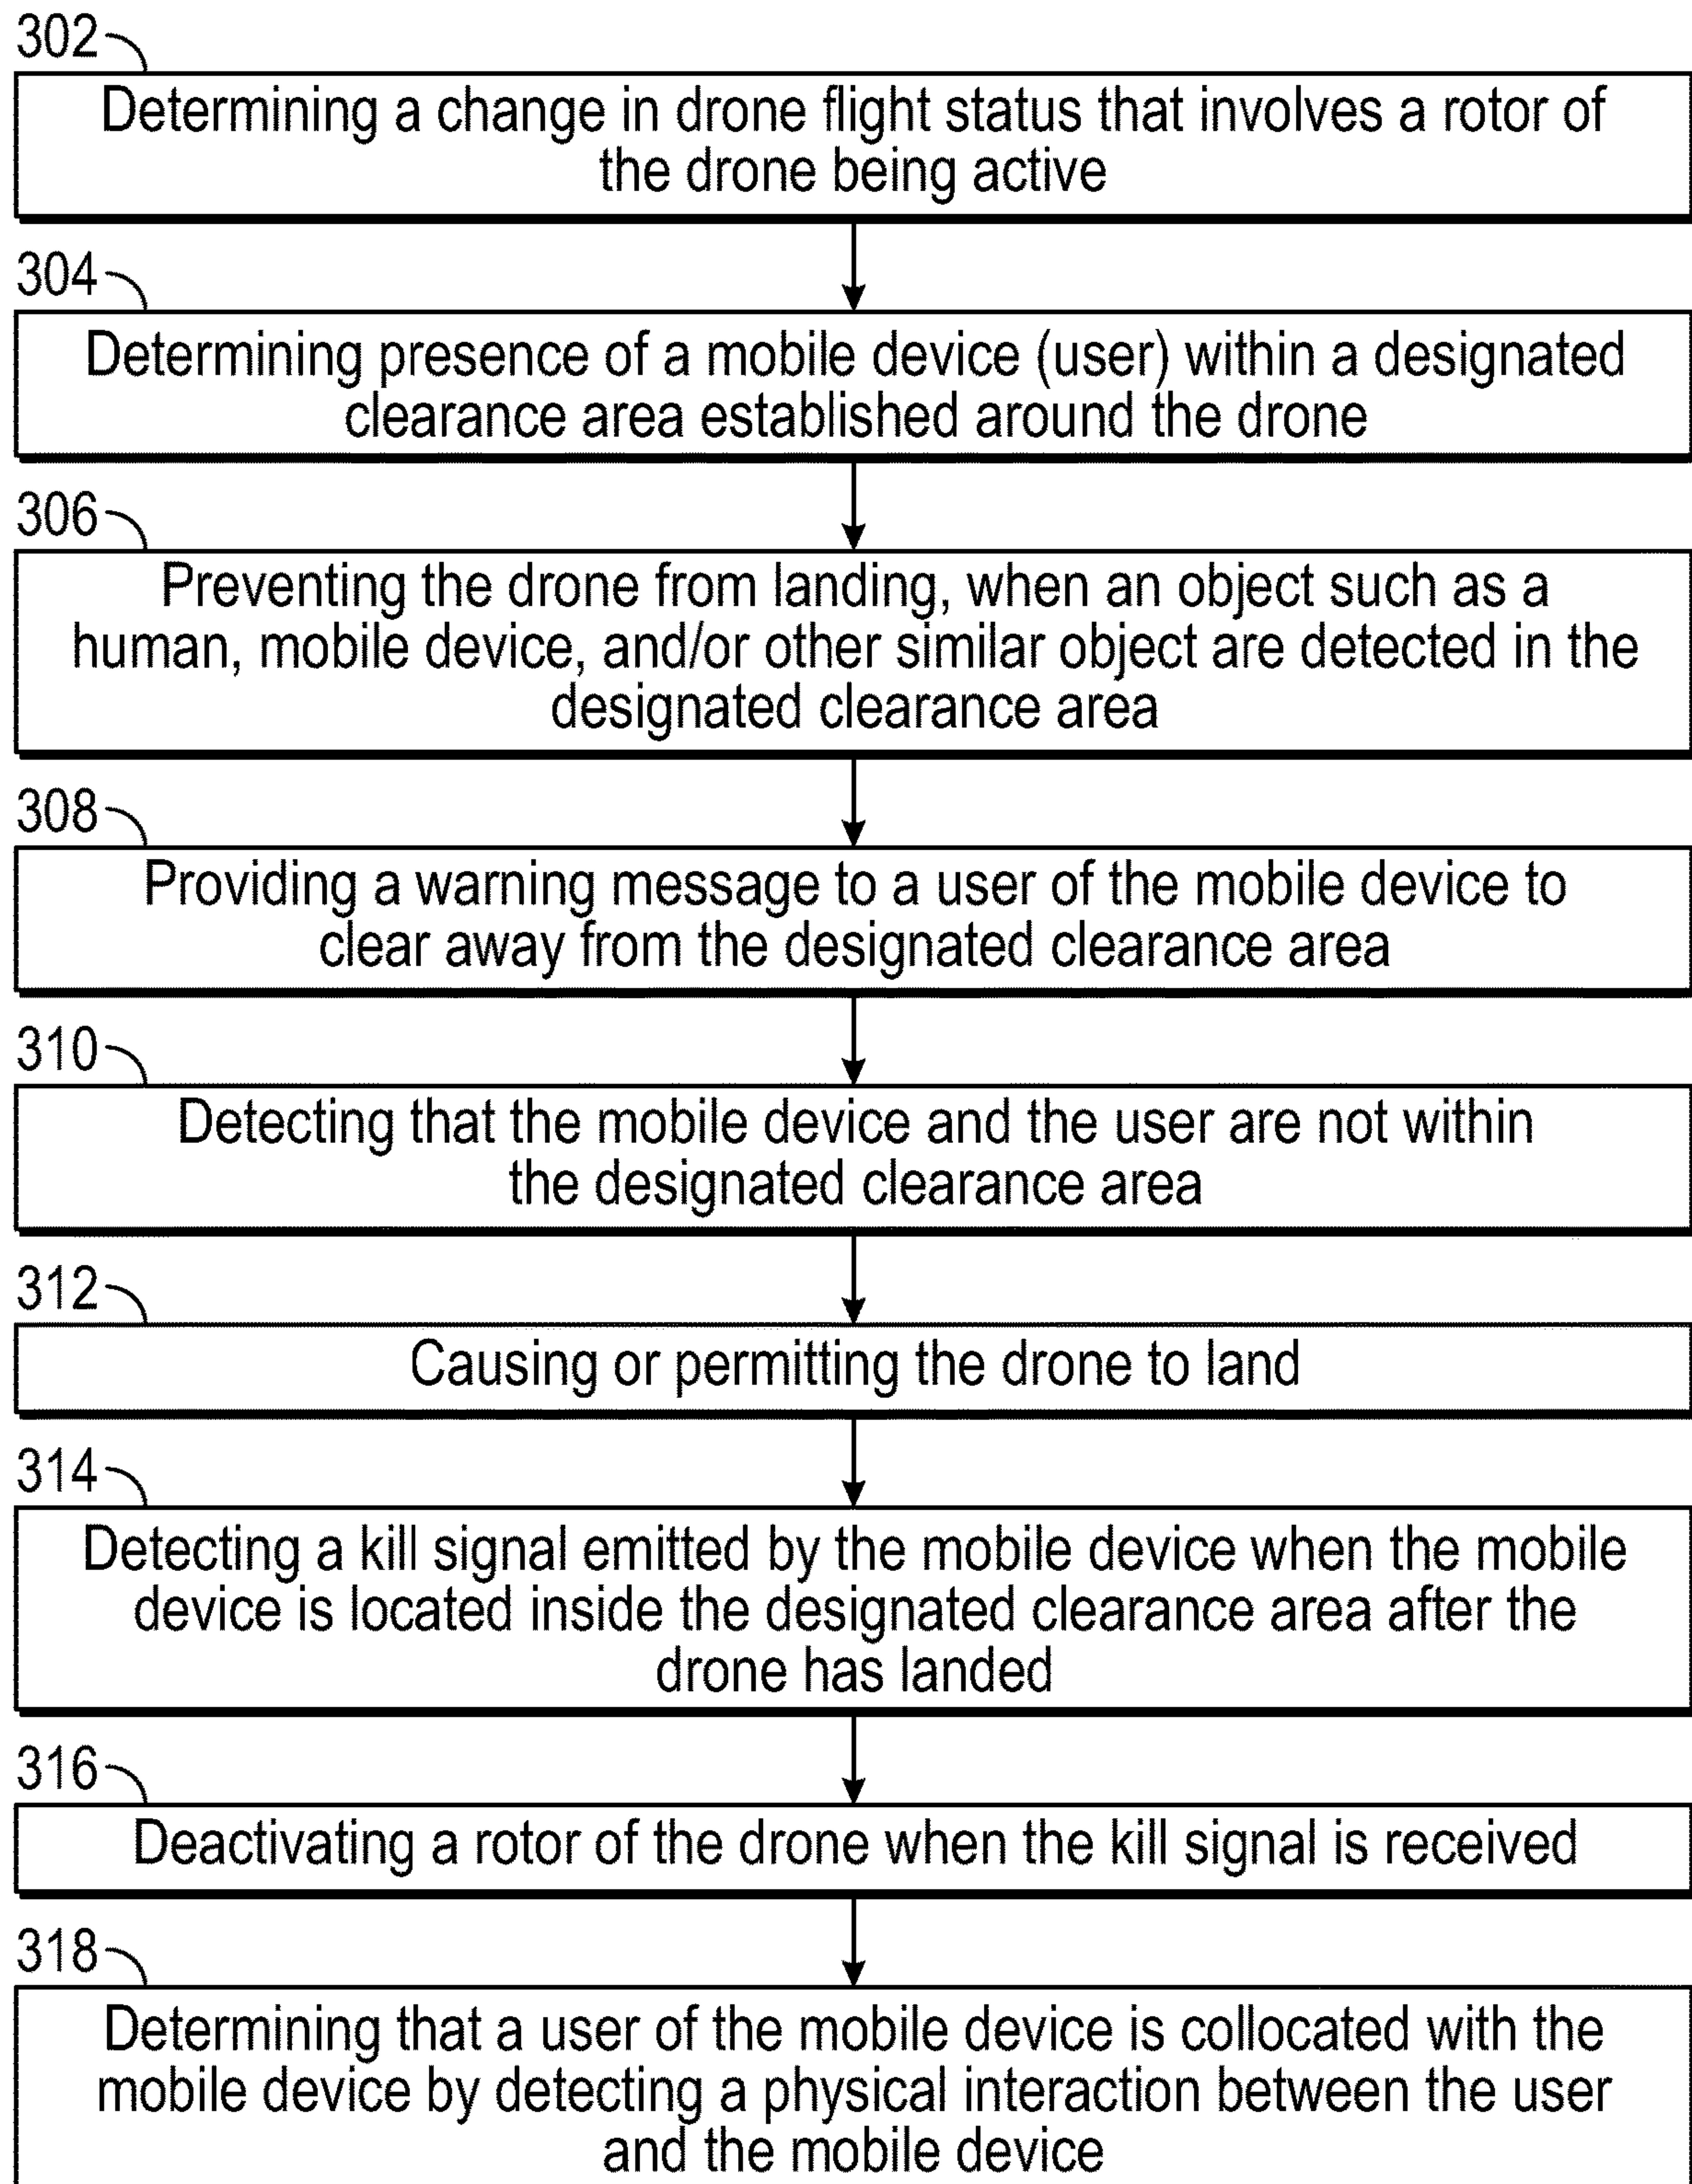 302
Determining a change in drone flight status that involves a rotor of
the drone being active
304
Determining presence of a mobile device (user) within a designated
clearance area established around the drone
306
Preventing the drone from landing, when an object such as a
human, mobile device, and/or other similar object are detected in the
designated clearance area
308
Providing a warning message to a user of the mobile device to
clear away from the designated clearance area
310
Detecting that the mobile device and the user are not within
the designated clearance area
312
Causing or permitting the drone to land
314
Detecting a kill signal emitted by the mobile device when the mobile
device is located inside the designated clearance area after the
drone has landed
316
Deactivating a rotor of the drone when the kill signal is received
318
Determining that a user of the mobile device is collocated with the
mobile device by detecting a physical interaction between the user
and the mobile device